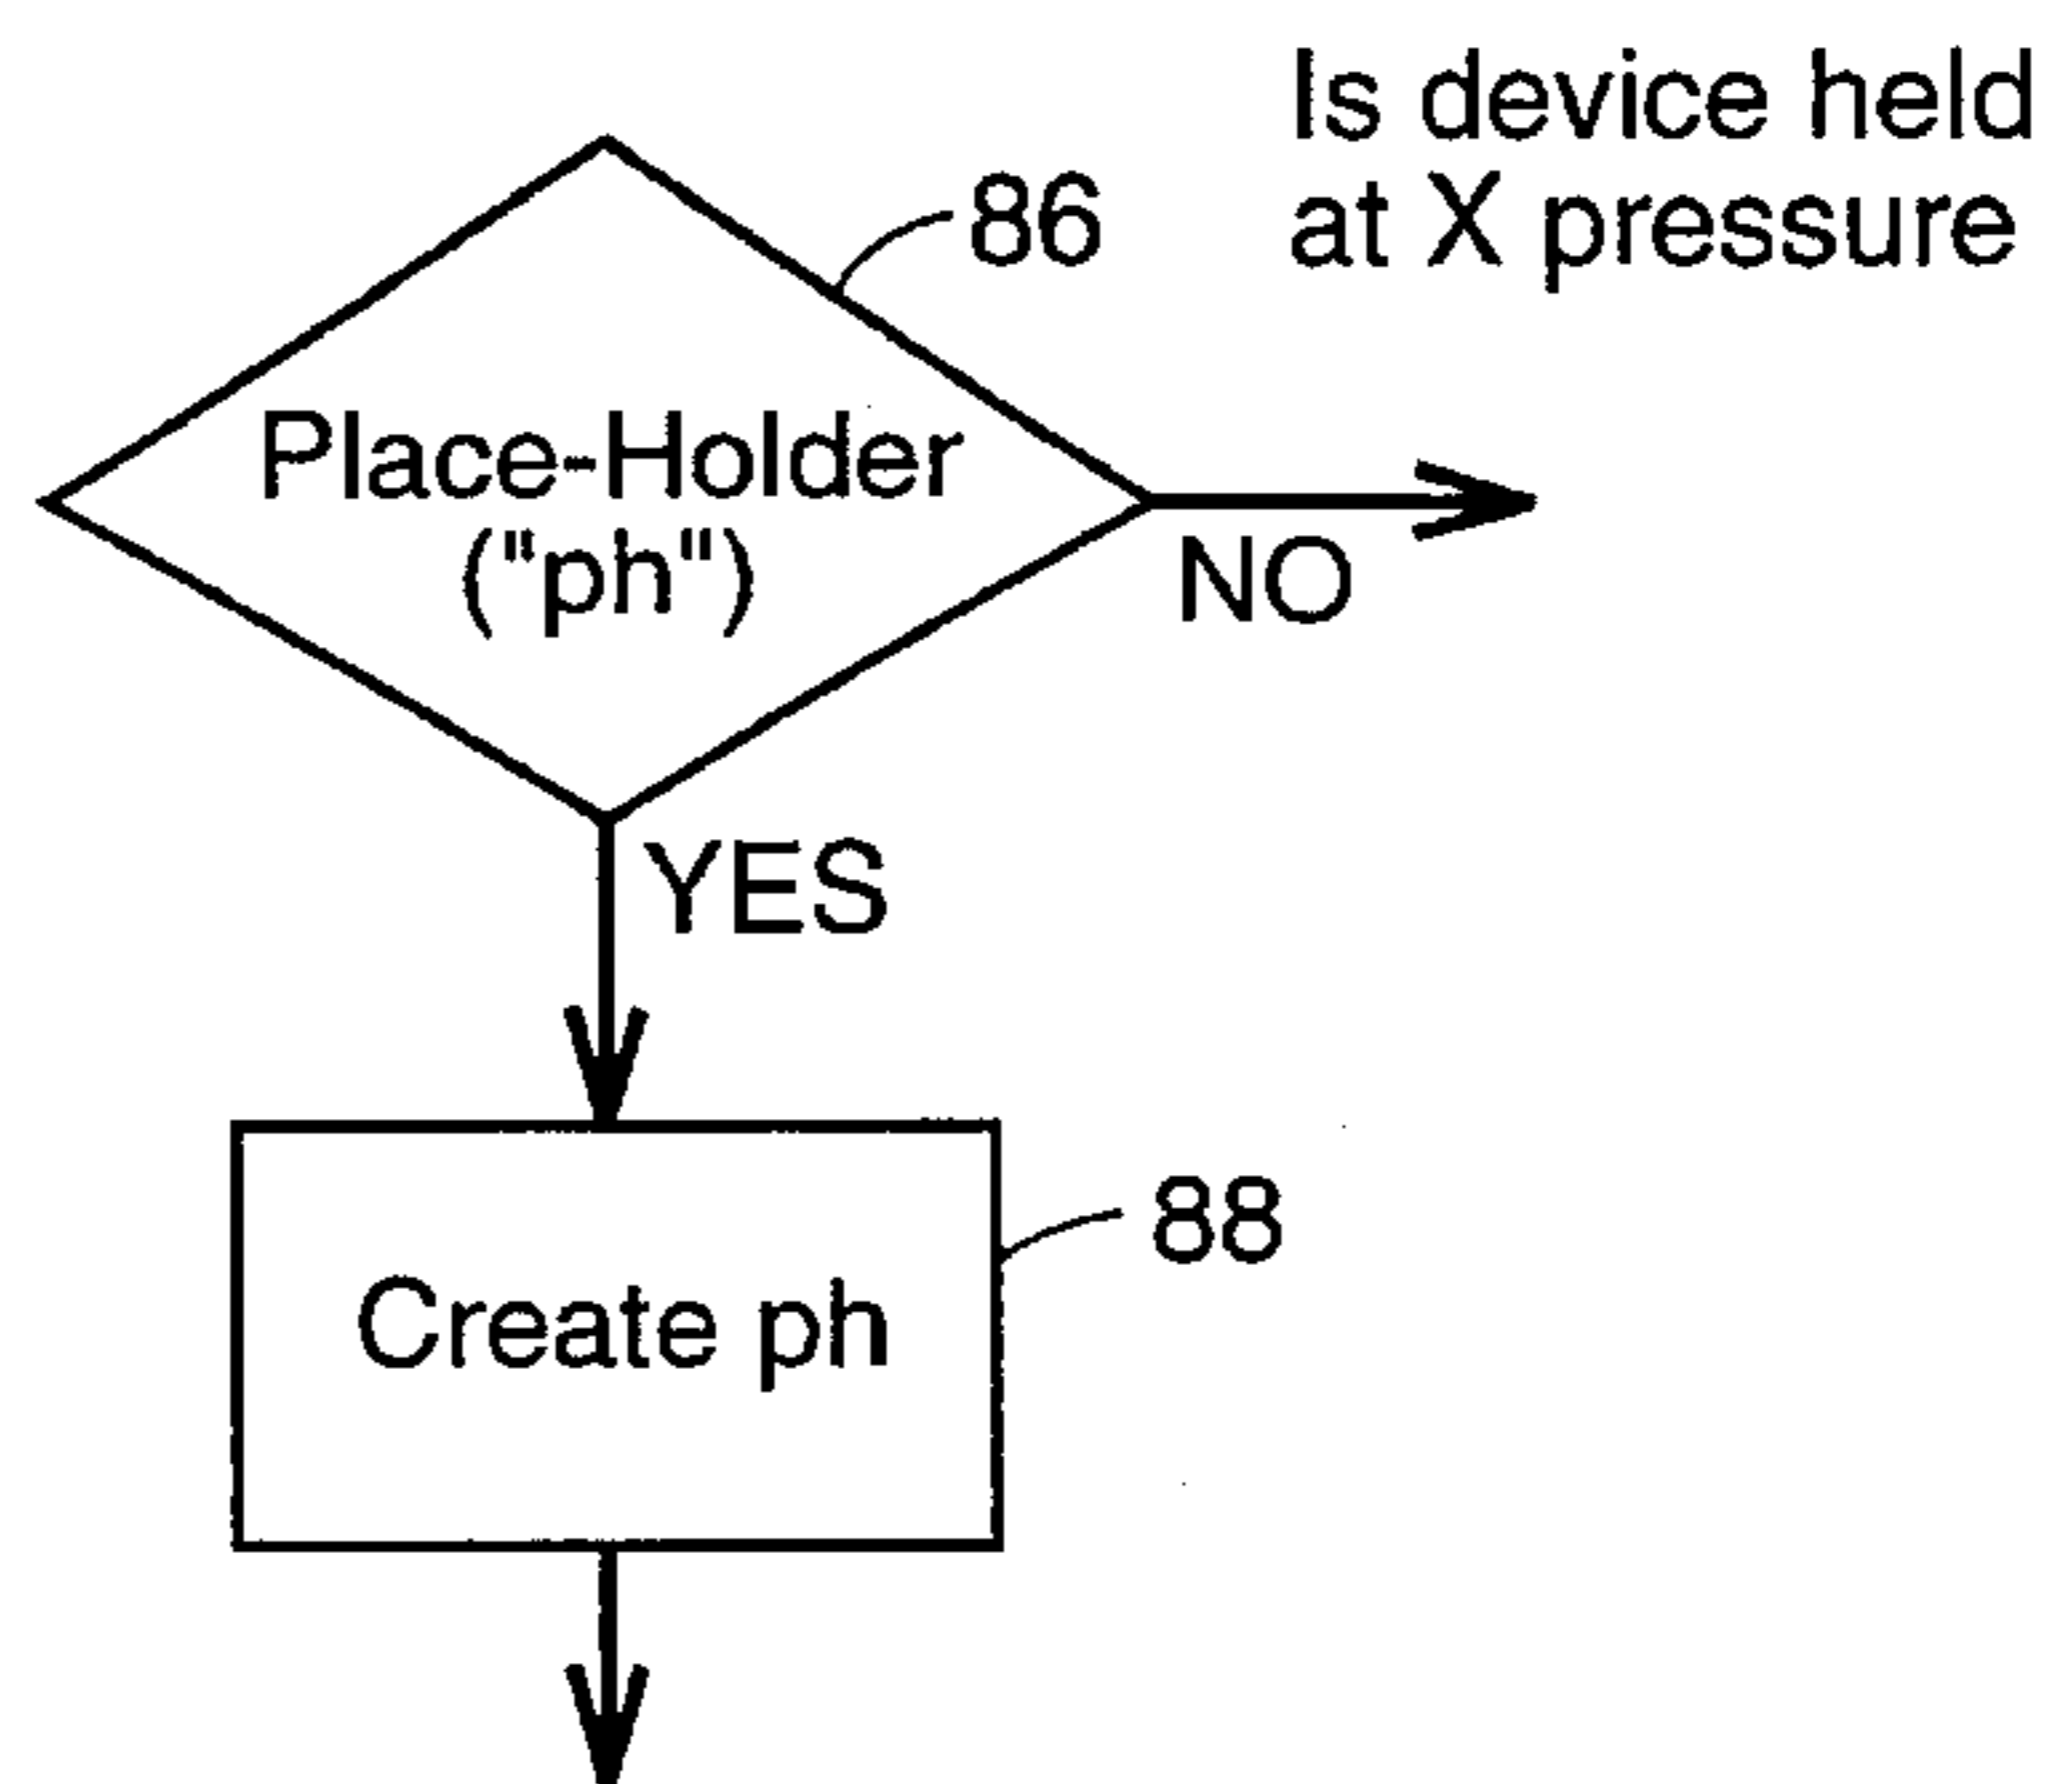 Is device held
at X pressure
86
Place-Holder
("ph")
NO
YES
88
Create ph